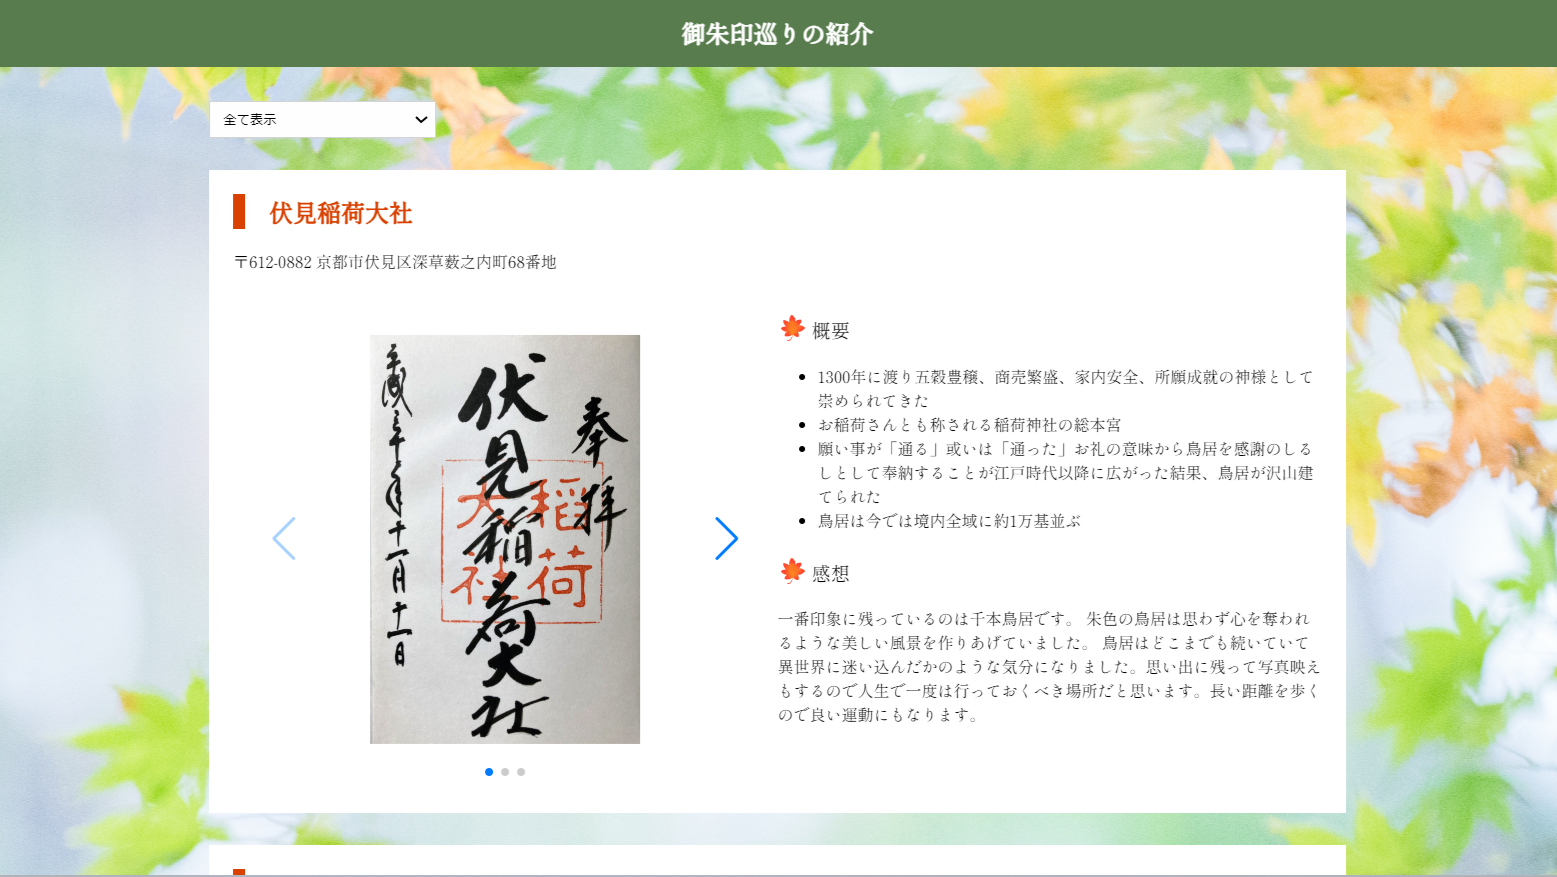 御朱印巡りの紹介
全て表示
伏見稲荷大社
〒612-0882 京都市伏見区深草薮之内町68番地
奉拝
伏見稲荷大社
稲荷
大社
十一月十一日
概要
1300年に渡り五穀豊穣、商売繁盛、家内安全、所願成就の神様として
崇められてきた
お稲荷さんとも称される稲荷神社の総本宮
願い事が「通る」或いは「通った」お礼の意味から鳥居を感謝のしる
しとして奉納することが江戸時代以降に広がった結果、鳥居が沢山建
てられた
鳥居は今では境内全域に約1万基並ぶ
感想
一番印象に残っているのは千本鳥居です。 朱色の鳥居は思わず心を奪われ
るような美しい風景を作りあげていました。 鳥居はどこまでも続いていて
異世界に迷い込んだかのような気分になりました。思い出に残って写真映え
もするので人生で一度は行っておくべき場所だと思います。長い距離を歩く
ので良い運動にもなります。